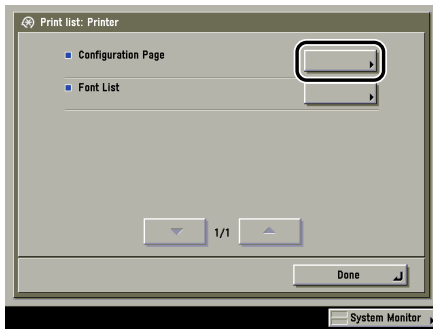 Print list: Printer
Configuration Page
Font List
1/1
Done
System Monitor